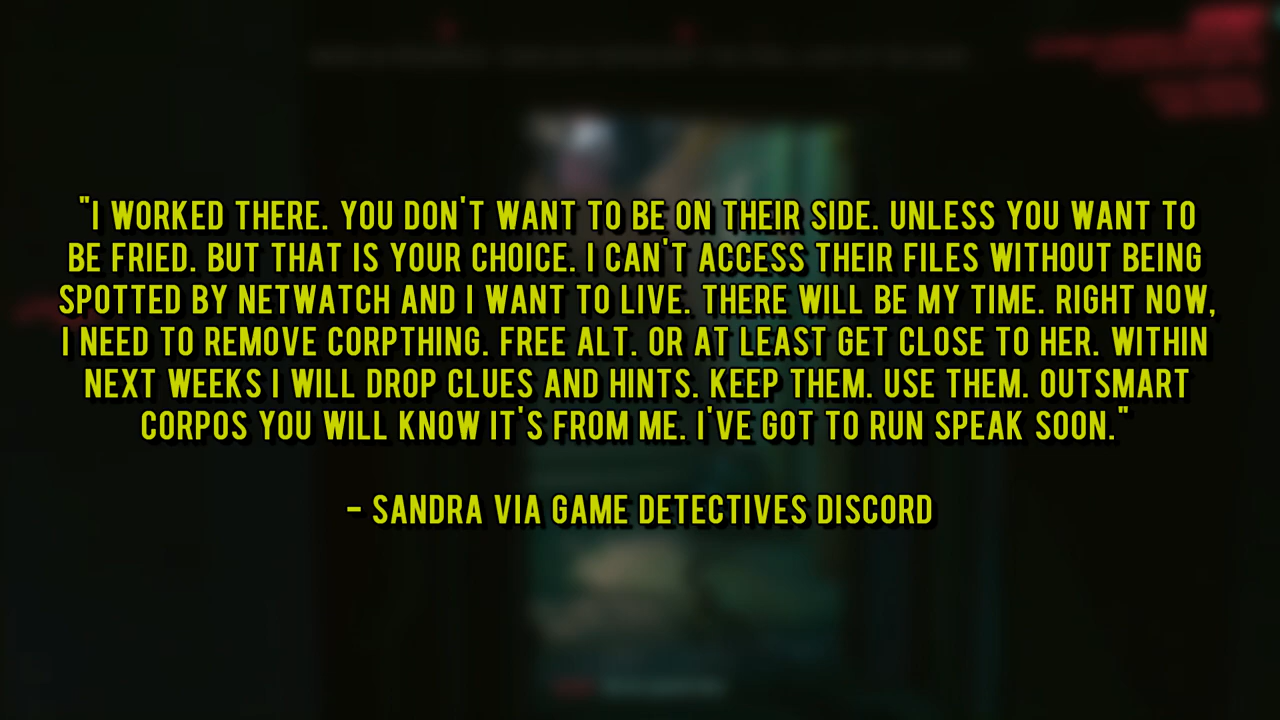 "I WORKED THERE. YOU DON'T WANT TO BE ON THEIR SIDE. UNLESS YOU WANT TO
BE FRIED. BUT THAT IS YOUR CHOICE. I CAN'T ACCESS THEIR FILES WITHOUT BEING
SPOTTED BY NETWATCH AND I WANT TO LIVE. THERE WILL BE MY TIME. RIGHT NOW,
I NEED TO REMOVE CORPTHING. FREE ALT. OR AT LEAST GET CLOSE TO HER. WITHIN
NEXT WEEKS I WILL DROP CLUES AND HINTS. KEEP THEM. USE THEM. OUTSMART
CORPOS YOU WILL KNOW IT'S FROM ME. I'VE GOT TO RUN SPEAK SOON."
- SANDRA VIA GAME DETECTIVES DISCORD